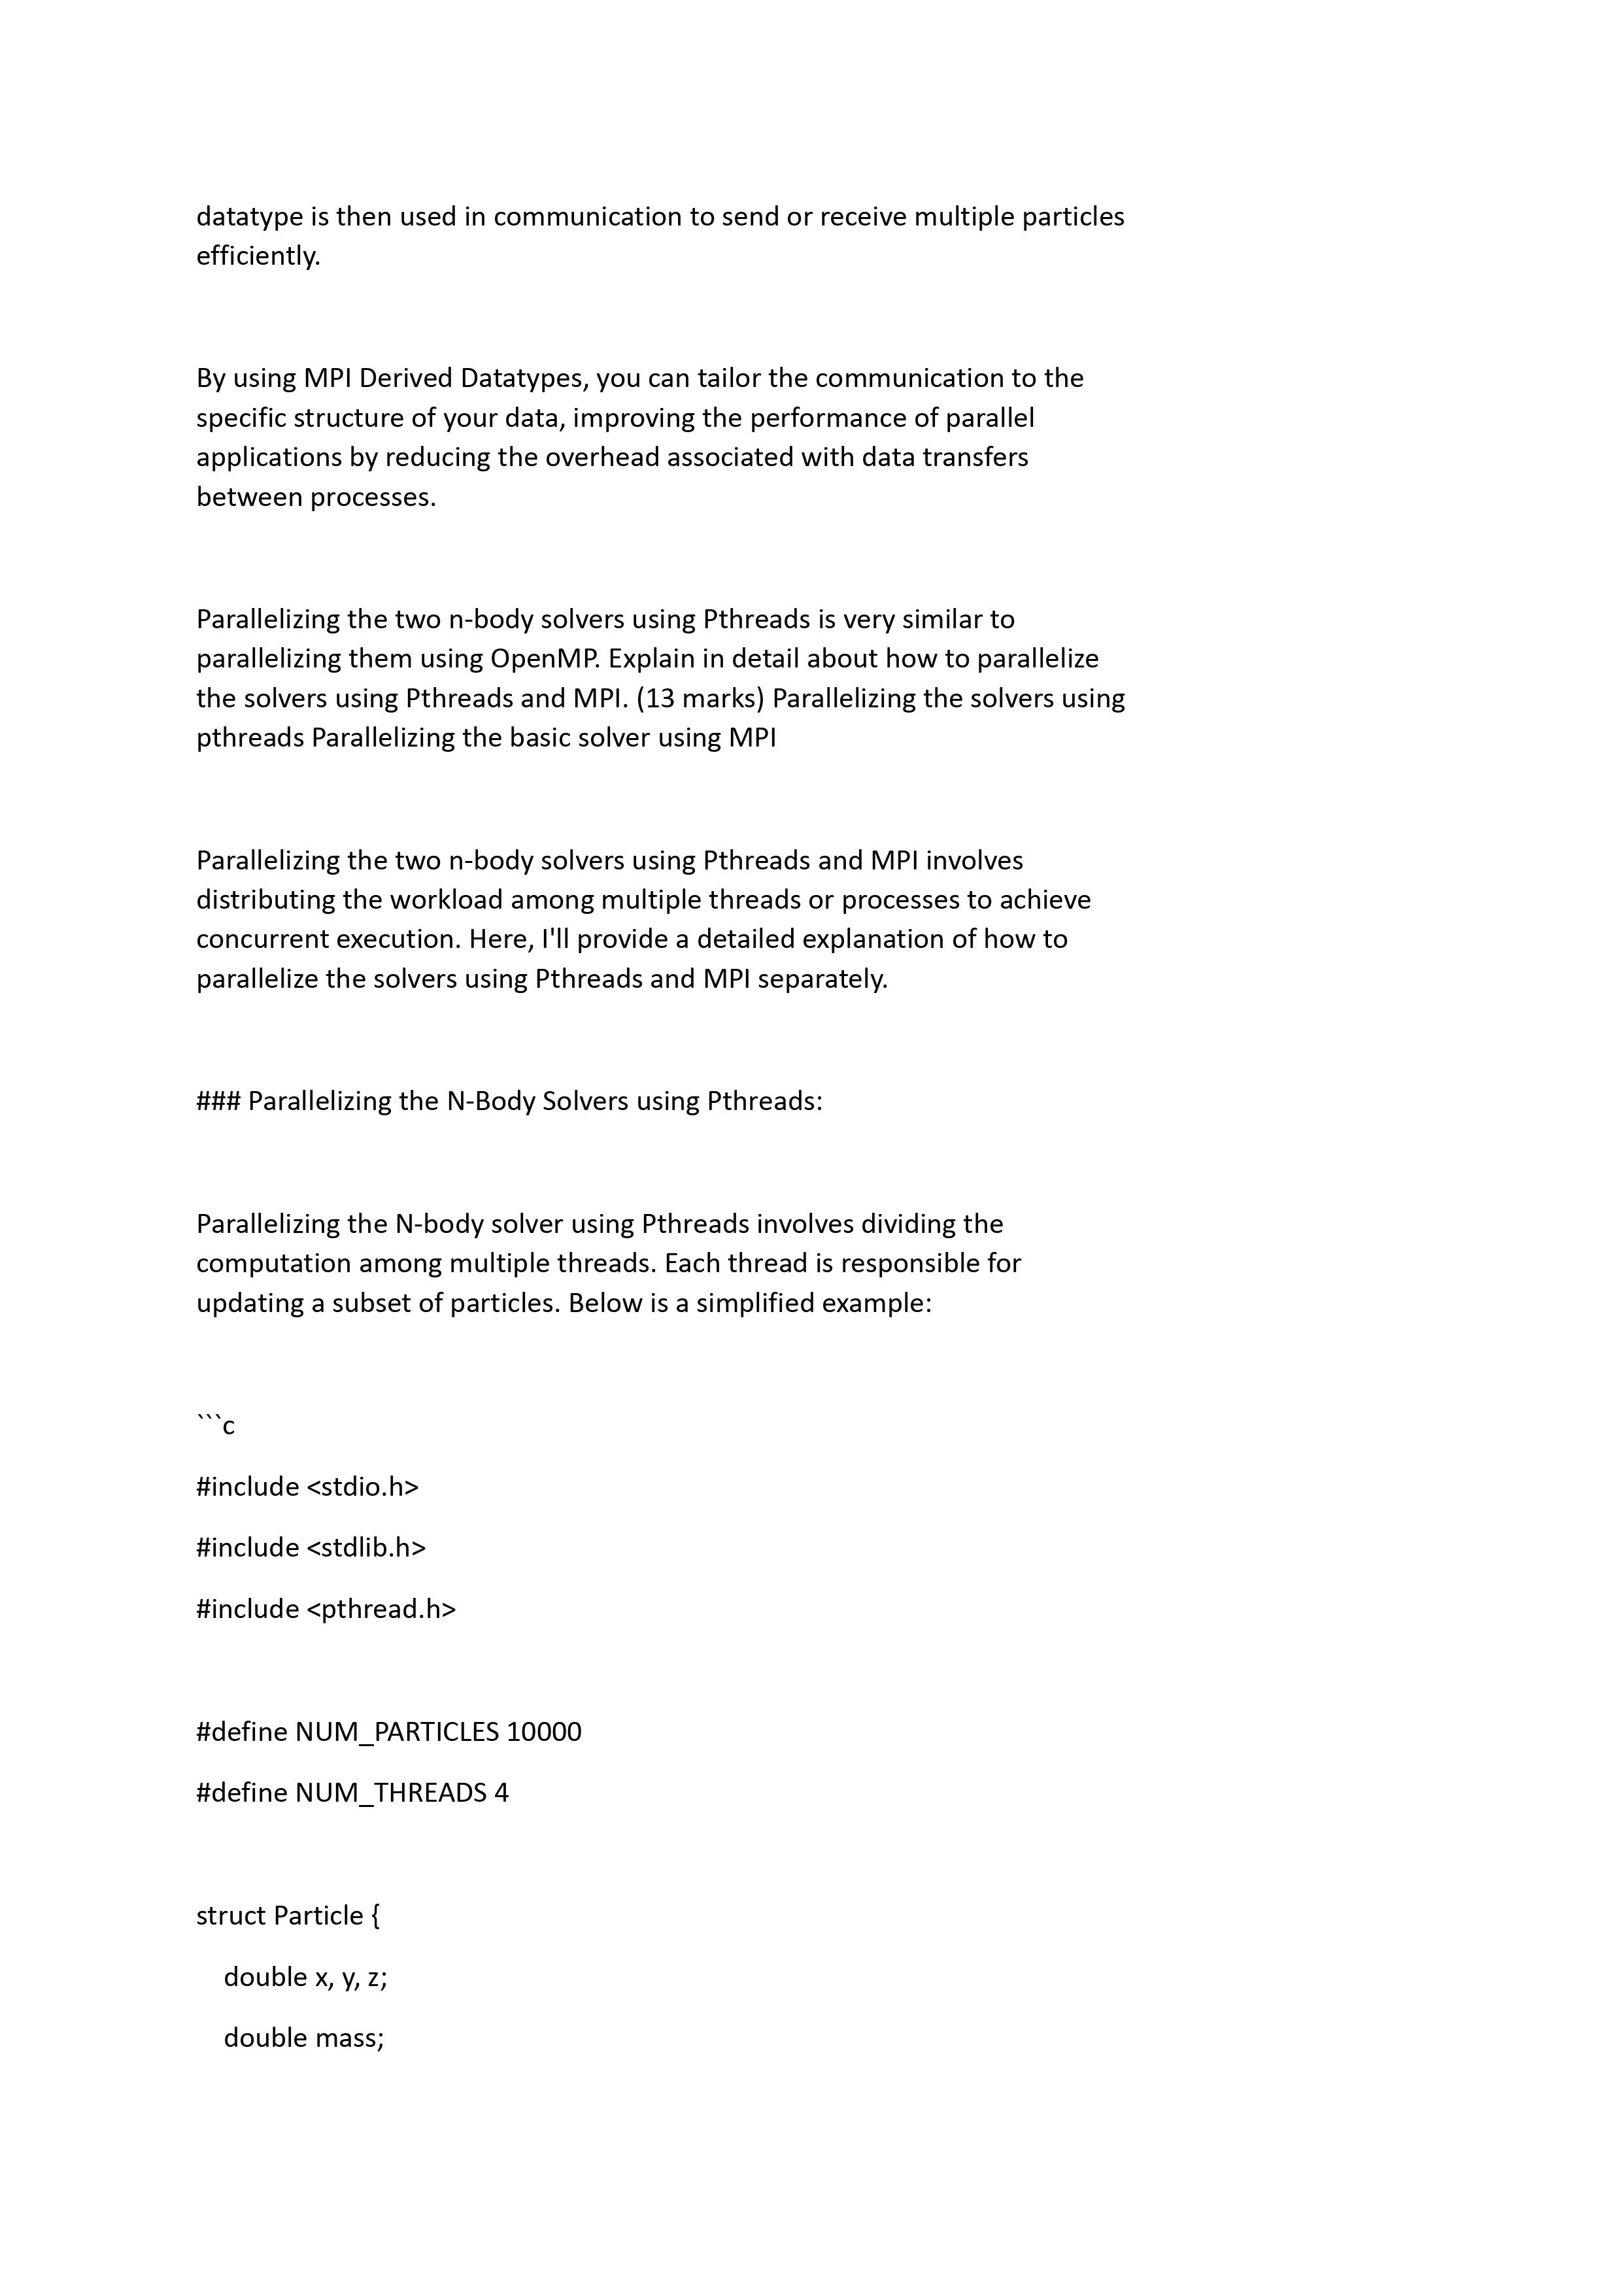 datatype is then used in communication to send or receive multiple particles
efficiently.
By using MPI Derived Datatypes, you can tailor the communication to the
specific structure of your data, improving the performance of parallel
applications by reducing the overhead associated with data transfers
between processes.
Parallelizing the two n-body solvers using Pthreads is very similar to
parallelizing them using OpenMP. Explain in detail about how to parallelize
the solvers using Pthreads and MPI. (13 marks) Parallelizing the solvers using
pthreads Parallelizing the basic solver using MPI
Parallelizing the two n-body solvers using Pthreads and MPI involves
distributing the workload among multiple threads or processes to achieve
concurrent execution. Here, I'll provide a detailed explanation of how to
parallelize the solvers using Pthreads and MPI separately.
### Parallelizing the N-Body Solvers using Pthreads:
Parallelizing the N-body solver using Pthreads involves dividing the
computation among multiple threads. Each thread is responsible for
updating a subset of particles. Below is a simplified example:
```c
#include <stdio.h>
#include <stdlib.h>
#include <pthread.h>
#define NUM_PARTICLES 10000
#define NUM_THREADS 4
struct Particle {
    double x, y, z;
    double mass;